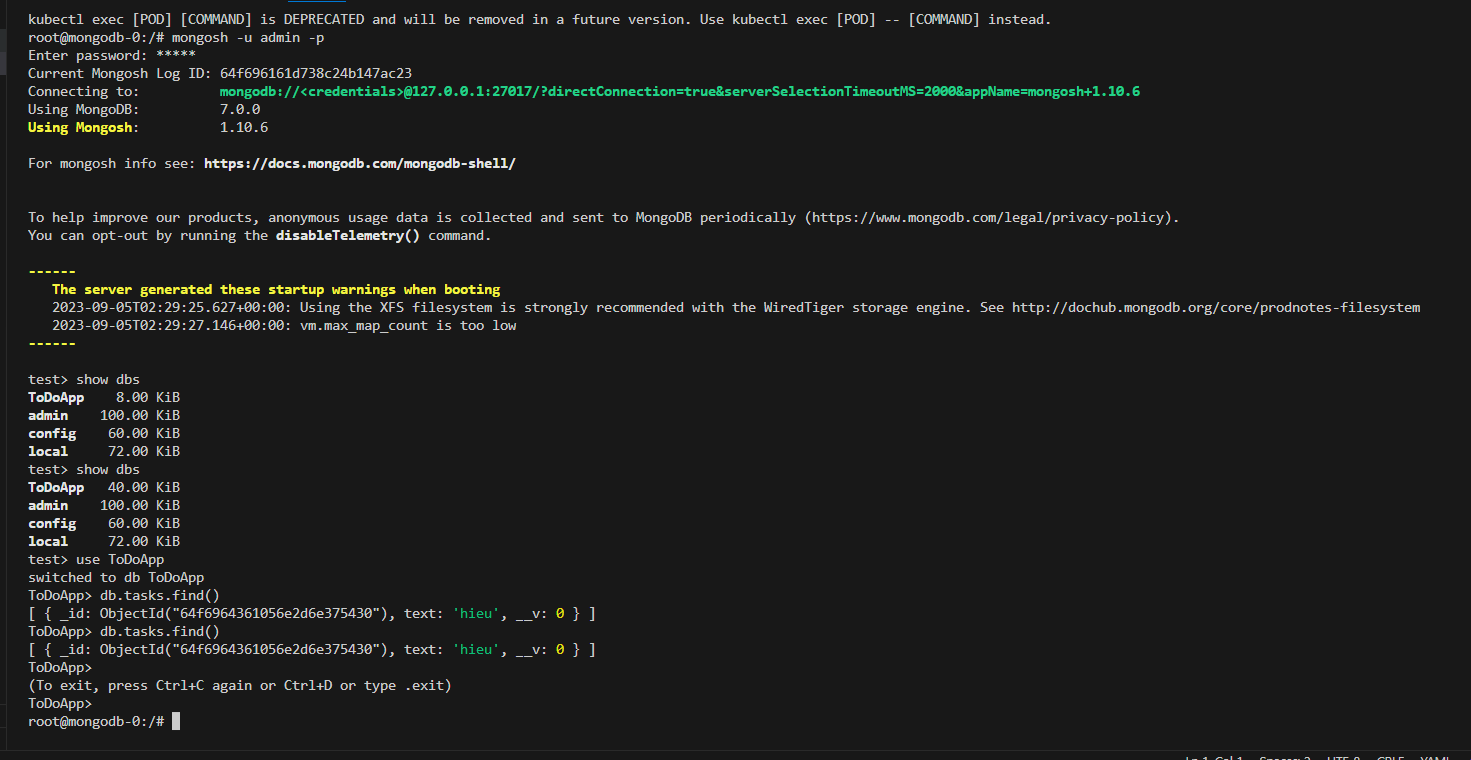 kubectl exec [POD] [COMMAND] is DEPRECATED and will be removed in a future version. Use kubectl exec [POD] -- [COMMAND] instead.
root@mongodb-0:/# mongosh -u admin -p
Enter password: *****
Current Mongosh Log ID: 64f696161d738c24b147ac23
Connecting to:          mongodb://<credentials>@127.0.0.1:27017/?directConnection=true&serverSelectionTimeoutMS=2000&appName=mongosh+1.10.6
Using MongoDB:          7.0.0
Using Mongosh:          1.10.6
For mongosh info see: https://docs.mongodb.com/mongodb-shell/
To help improve our products, anonymous usage data is collected and sent to MongoDB periodically (https://www.mongodb.com/legal/privacy-policy).
You can opt-out by running the disableTelemetry() command.
------
The server generated these startup warnings when booting
2023-09-05T02:29:25.627+00:00: Using the XFS filesystem is strongly recommended with the WiredTiger storage engine. See http://dochub.mongodb.org/core/prodnotes-filesystem
2023-09-05T02:29:27.146+00:00: vm.max_map_count is too low
------
test> show dbs
ToDoApp    8.00 KiB
admin    100.00 KiB
config    60.00 KiB
local     72.00 KiB
test> show dbs
ToDoApp   40.00 KiB
admin    100.00 KiB
config    60.00 KiB
local     72.00 KiB
test> use ToDoApp
switched to db ToDoApp
ToDoApp> db.tasks.find()
[ { _id: ObjectId("64f6964361056e2d6e375430"), text: 'hieu', __v: 0 } ]
ToDoApp> db.tasks.find()
[ { _id: ObjectId("64f6964361056e2d6e375430"), text: 'hieu', __v: 0 } ]
ToDoApp>
(To exit, press Ctrl+C again or Ctrl+D or type .exit)
ToDoApp>
root@mongodb-0:/#